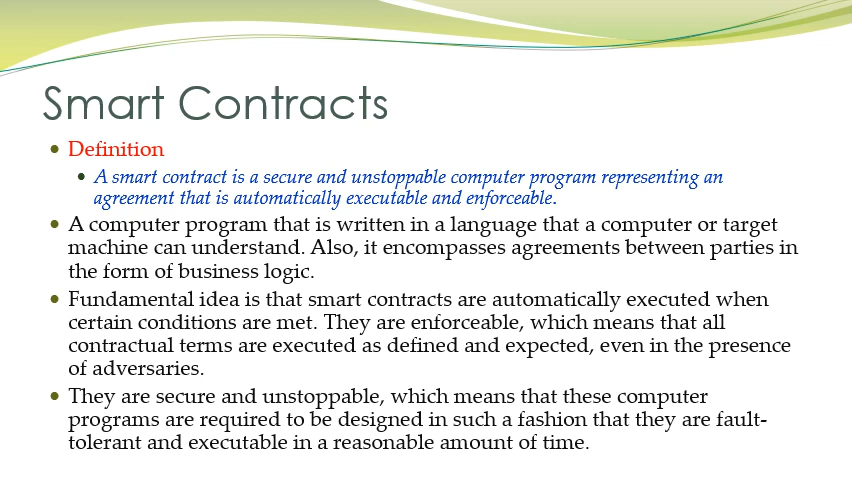 Smart Contracts
• Definition
• A smart contract is a secure and unstoppable computer program representing an
agreement that is automatically executable and enforceable.
• A computer program that is written in a language that a computer or target
machine can understand. Also, it encompasses agreements between parties in
the form of business logic.
• Fundamental idea is that smart contracts are automatically executed when
certain conditions are met. They are enforceable, which means that all
contractual terms are executed as defined and expected, even in the presence
of adversaries.
• They are secure and unstoppable, which means that these computer
programs are required to be designed in such a fashion that they are fault-
tolerant and executable in a reasonable amount of time.